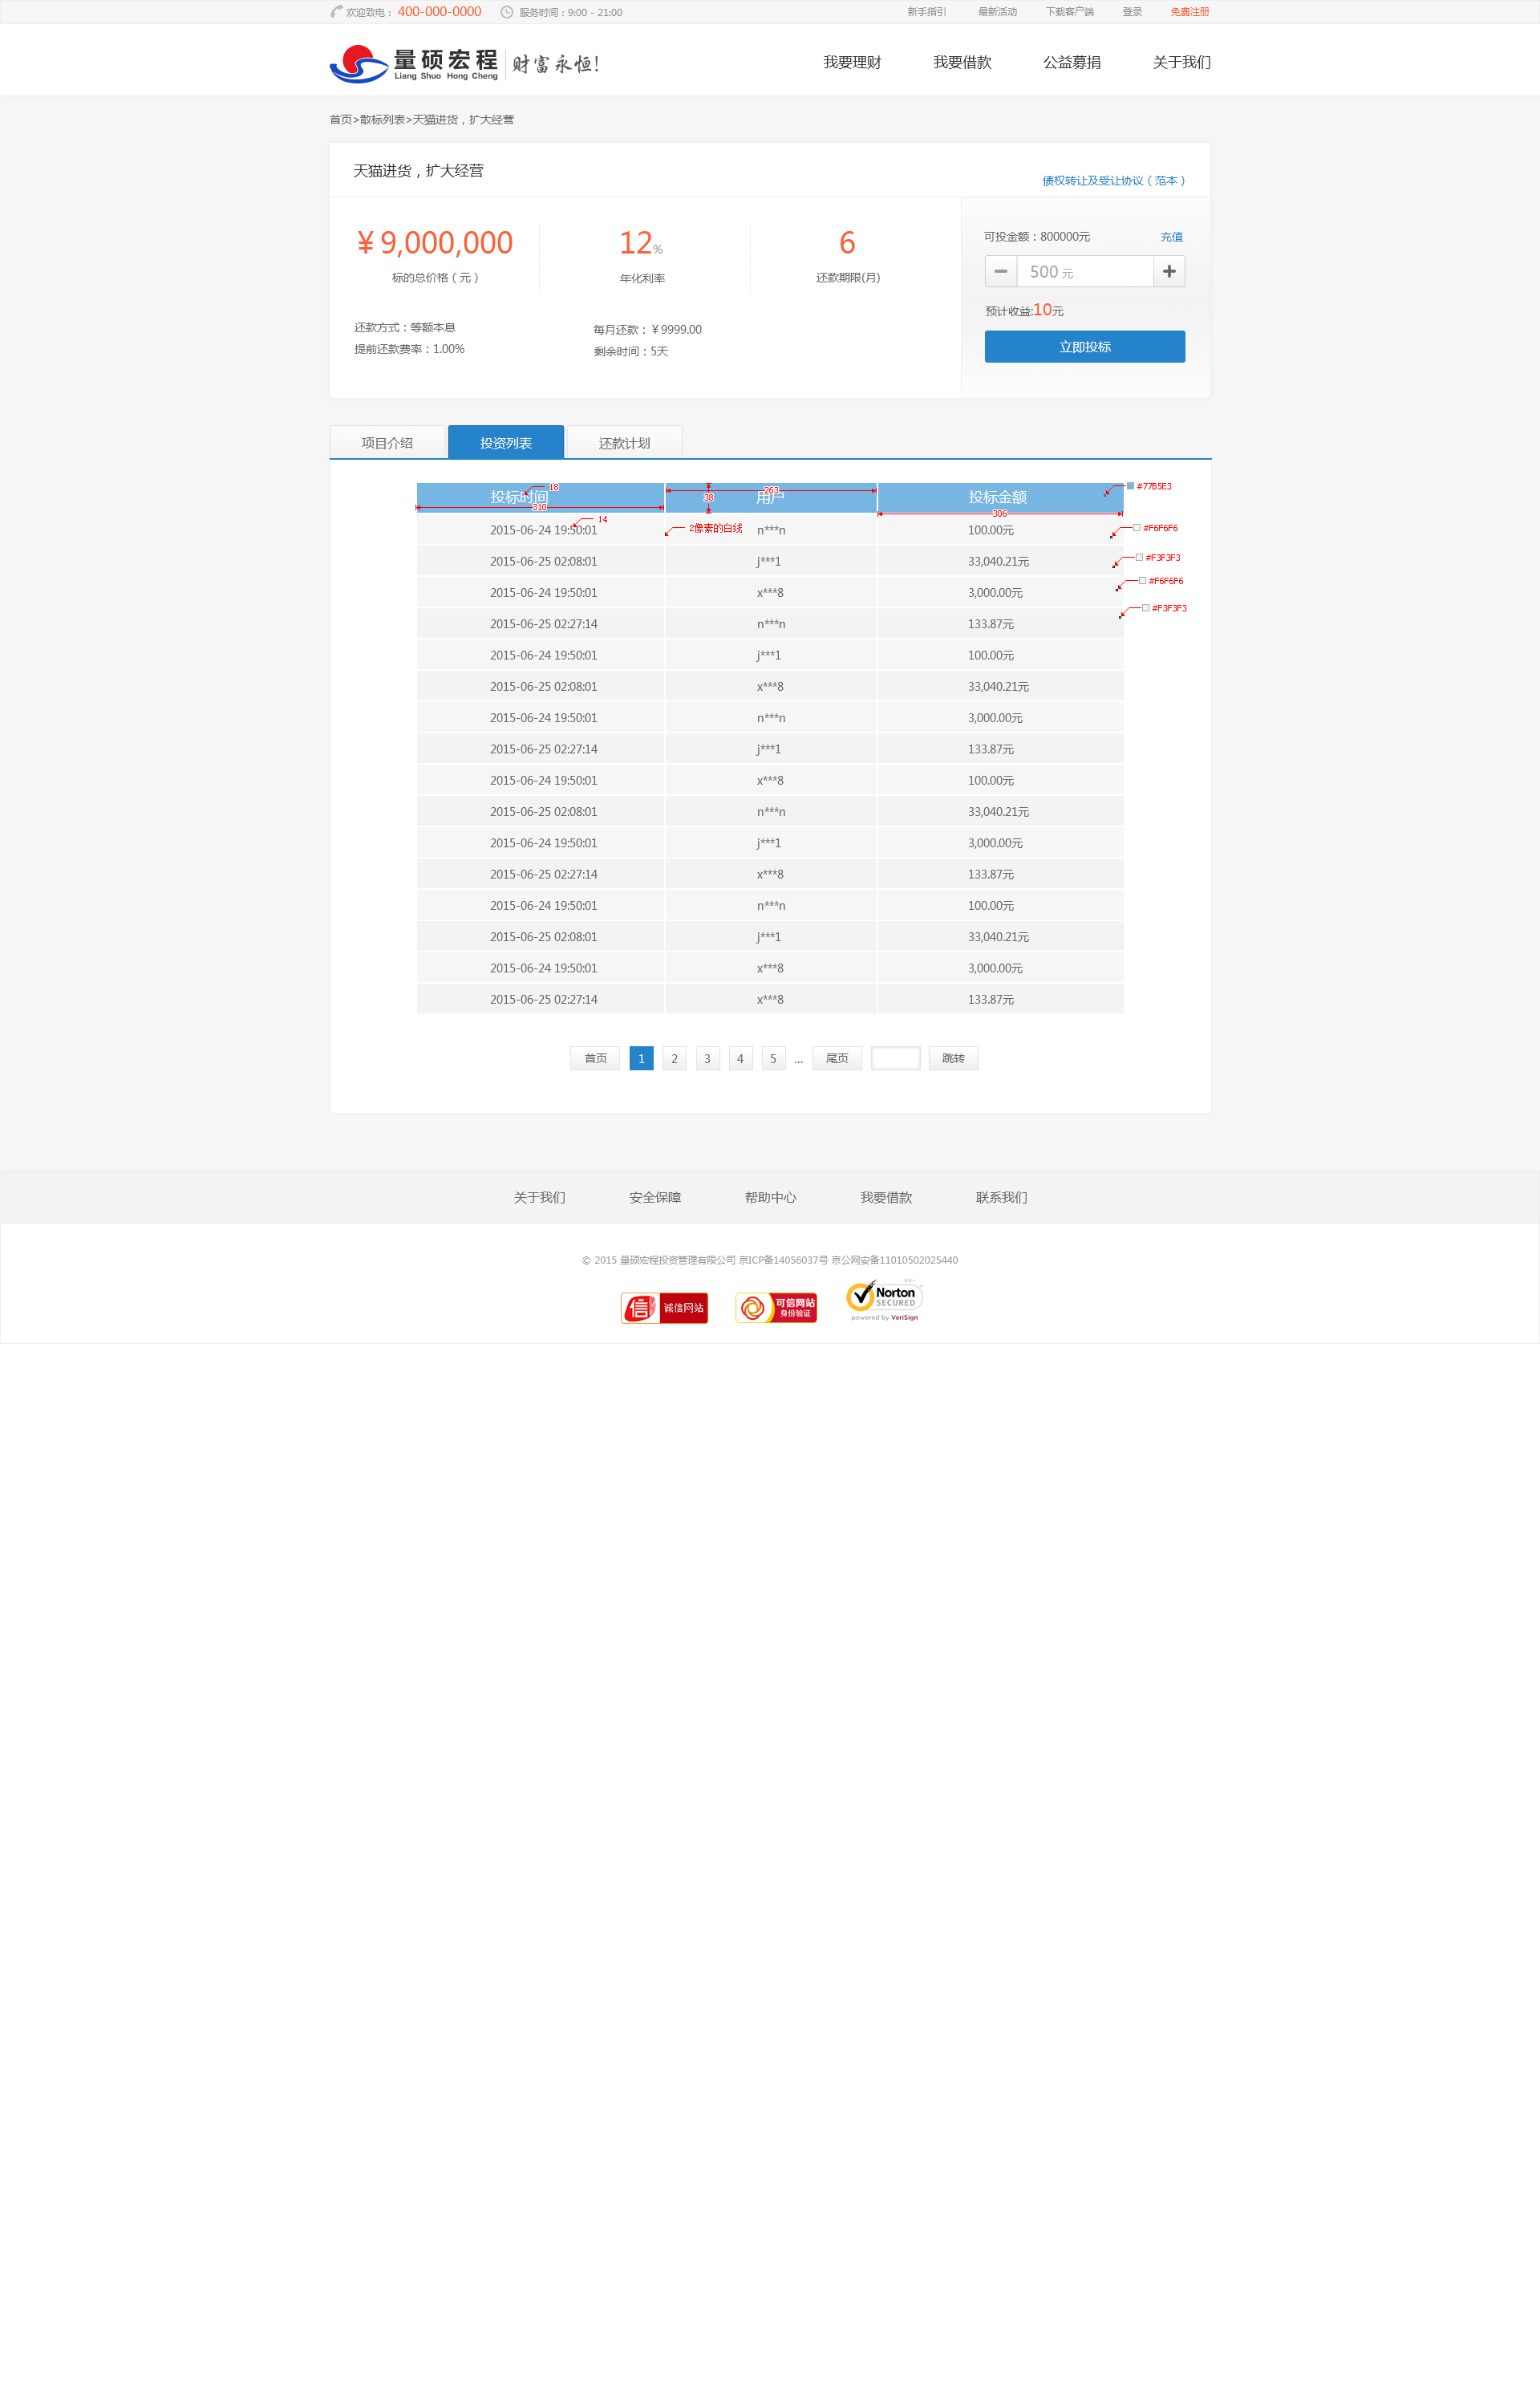 欢迎致电： 400-000-0000 服务时间：9:00 - 21:00 新手指引 最新活动 下载客户端 登录 免费注册
量硕宏程 财富永恒!
Liang Shuo Hong Cheng
我要理财 我要借款 公益募捐 关于我们
首页>散标列表>天猫进货，扩大经营
天猫进货，扩大经营
债权转让及受让协议（范本）
￥9,000,000 12% 6
标的总价格（元） 年化利率 还款期限(月)
还款方式：等额本息 每月还款：￥9999.00
提前还款费率：1.00% 剩余时间：5天
可投金额：800000元 充值
500 元
预计收益:10元
立即投标
项目介绍 投资列表 还款计划
投标时间 用户 投标金额
18 263 38 310 306 14 2像素的白线
#77B5E3
#F6F6F6
#F3F3F3
#F6F6F6
#F3F3F3
2015-06-24 19:50:01 n***n 100.00元
2015-06-25 02:08:01 j***1 33,040.21元
2015-06-24 19:50:01 x***8 3,000.00元
2015-06-25 02:27:14 n***n 133.87元
2015-06-24 19:50:01 j***1 100.00元
2015-06-25 02:08:01 x***8 33,040.21元
2015-06-24 19:50:01 n***n 3,000.00元
2015-06-25 02:27:14 j***1 133.87元
2015-06-24 19:50:01 x***8 100.00元
2015-06-25 02:08:01 n***n 33,040.21元
2015-06-24 19:50:01 j***1 3,000.00元
2015-06-25 02:27:14 x***8 133.87元
2015-06-24 19:50:01 n***n 100.00元
2015-06-25 02:08:01 j***1 33,040.21元
2015-06-24 19:50:01 x***8 3,000.00元
2015-06-25 02:27:14 x***8 133.87元
首页 1 2 3 4 5 ... 尾页 跳转
关于我们 安全保障 帮助中心 我要借款 联系我们
© 2015 量硕宏程投资管理有限公司 京ICP备14056037号 京公网安备11010502025440
信 诚信网站
可信网站
身份验证
Norton
SECURED
powered by VeriSign